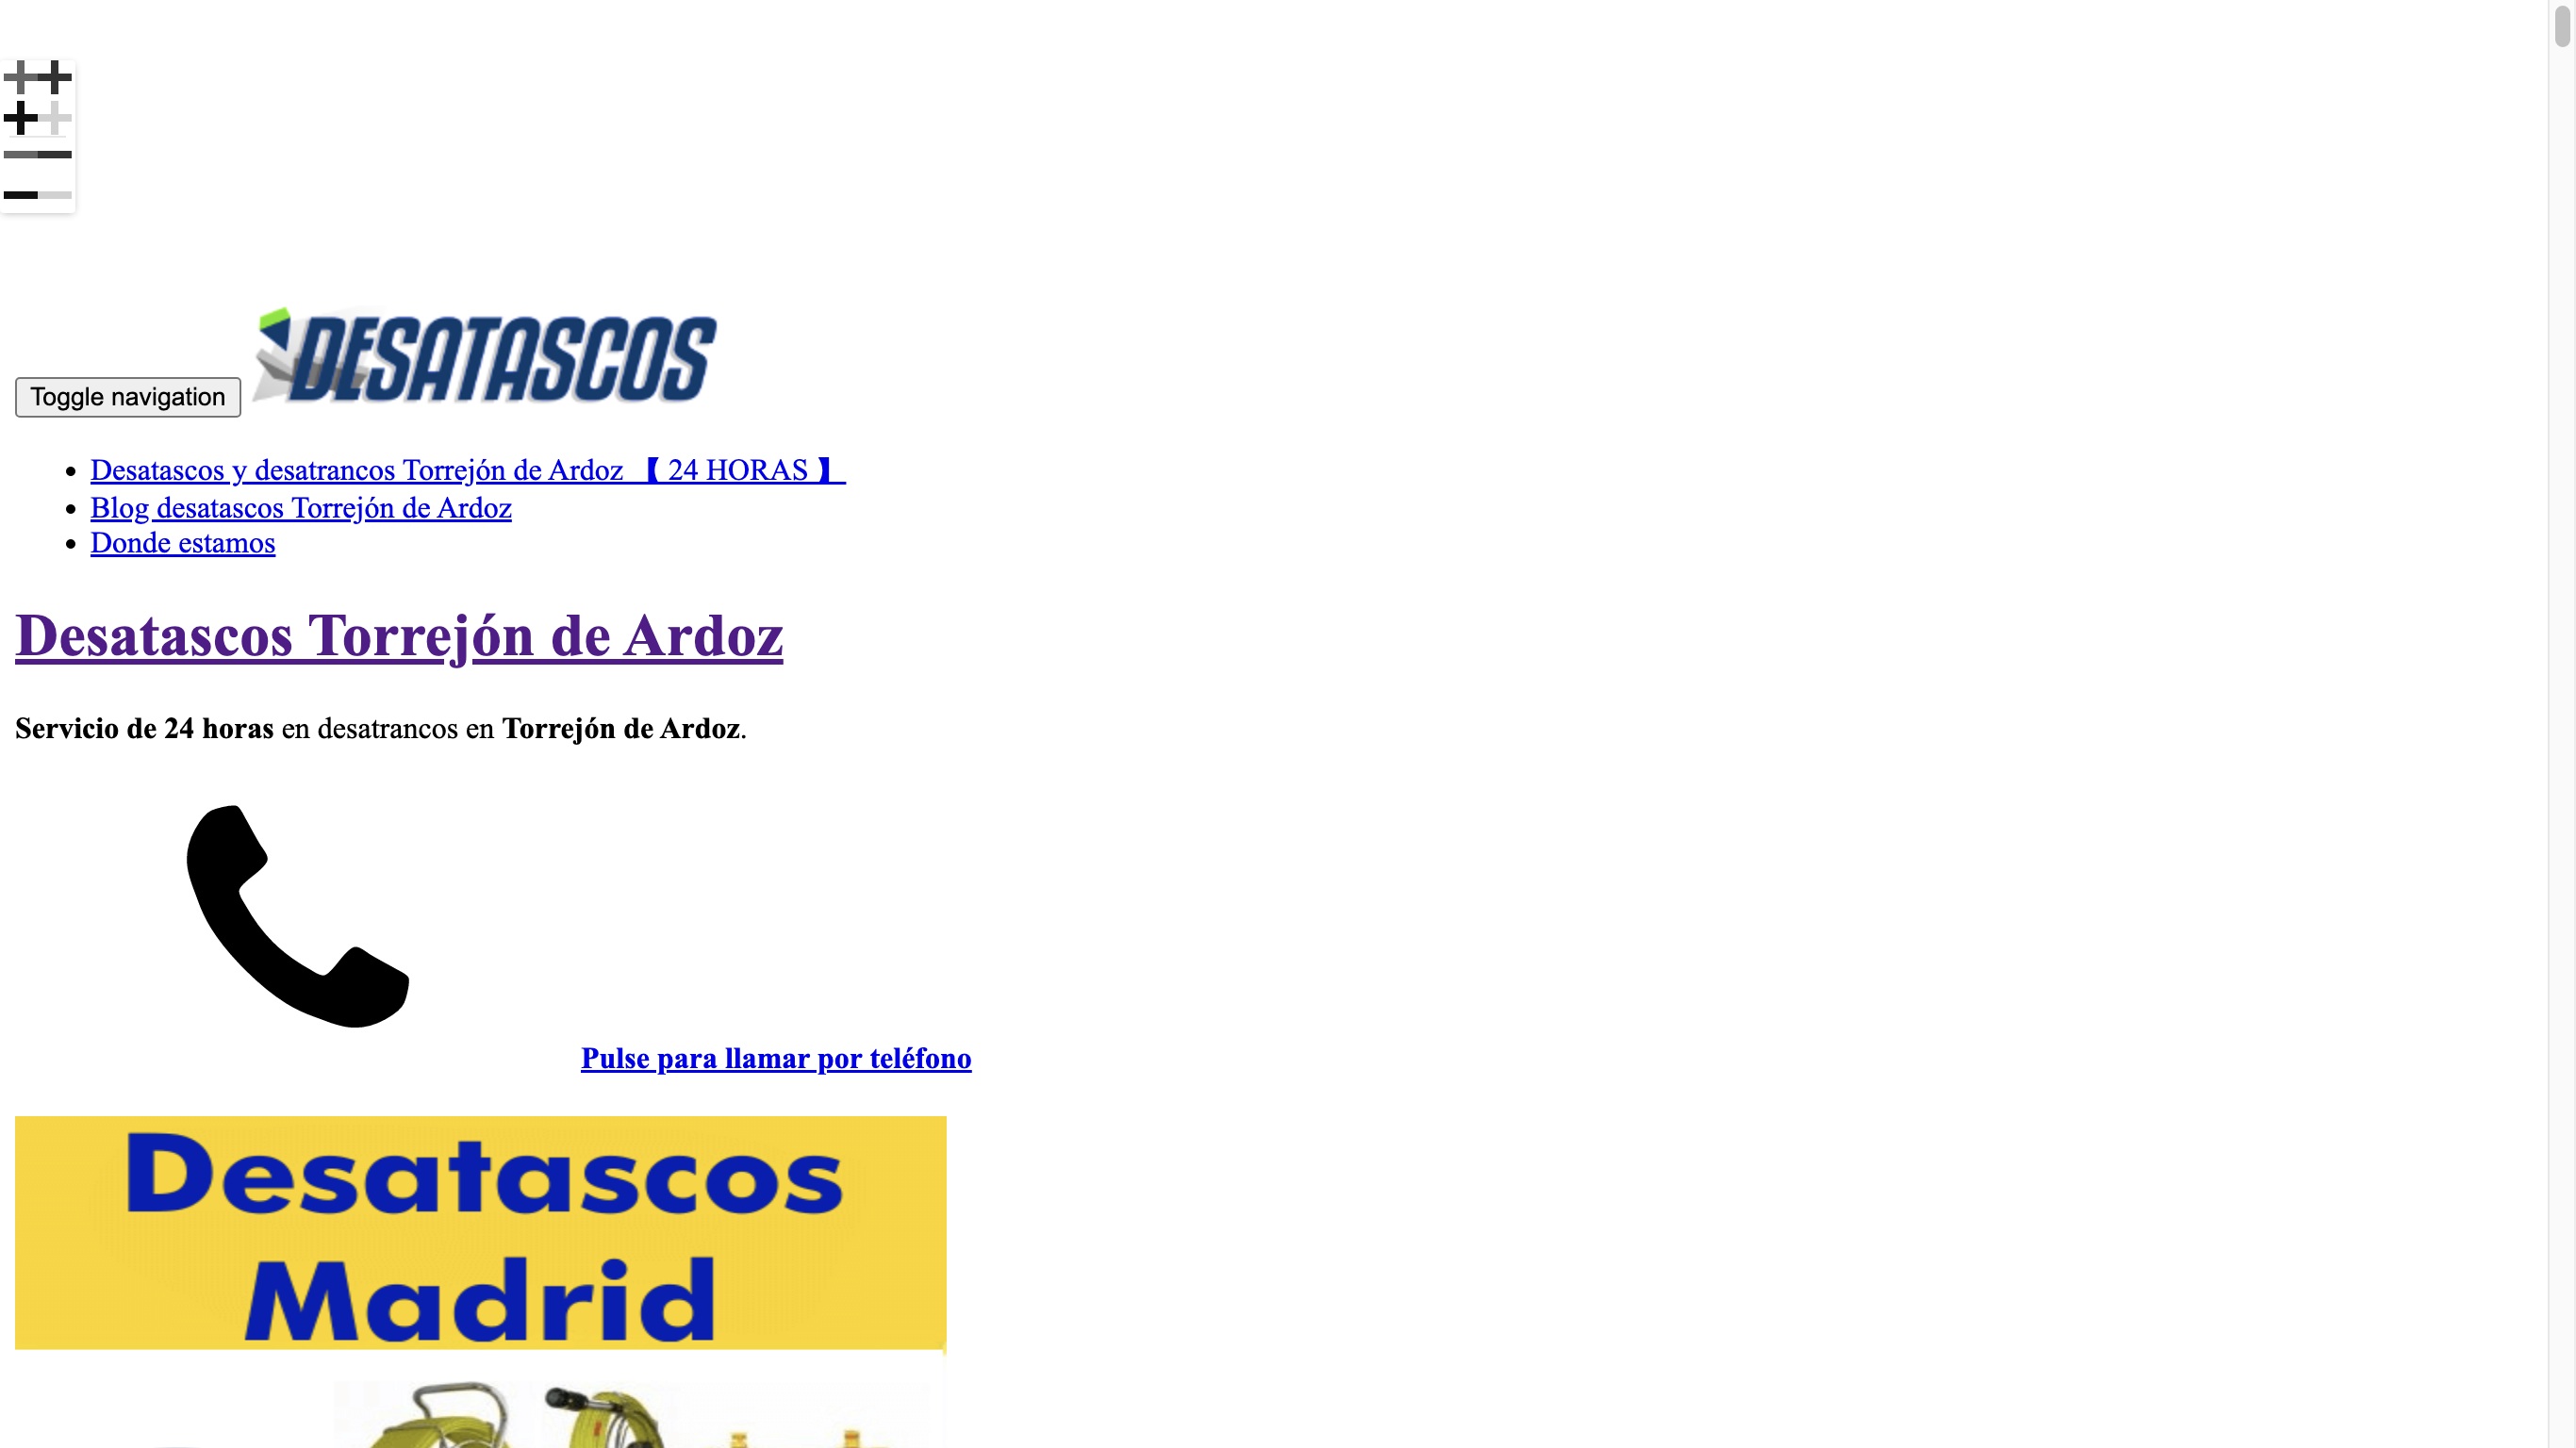 DESATASCOS
Toggle navigation
Desatascos y desatrancos Torrejón de Ardoz 【 24 HORAS 】
Blog desatascos Torrejón de Ardoz
Donde estamos
Desatascos Torrejón de Ardoz
Servicio de 24 horas en desatrancos en Torrejón de Ardoz.
Pulse para llamar por teléfono
Desatascos
Madrid